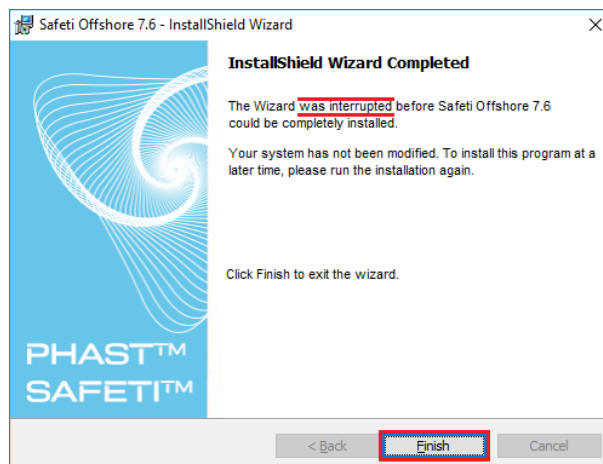 Safeti Offshore 7.6 - InstallShield Wizard
InstallShield Wizard Completed
The Wizard was interrupted before Safeti Offshore 7.6
could be completely installed.
Your system has not been modified. To install this program at a
later time, please run the installation again.
Click Finish to exit the wizard.
PHAST™
SAFETI™
< Back
Finish
Cancel